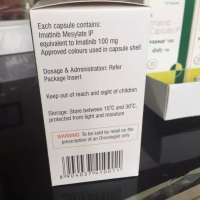 Each capsule contains:
Imatinib Mesylate IP
equivalent to Imatinib 100 mg
Approved colours used in capsule shell
Dosage & Administration: Refer
Package Insert
Keep out of reach and sight of children
Storage: Store between 15°C and 30°C,
protected from light and moisture
WARNING: To be sold by retail on the
prescription of an Oncologist only
Imatinib
Capsules